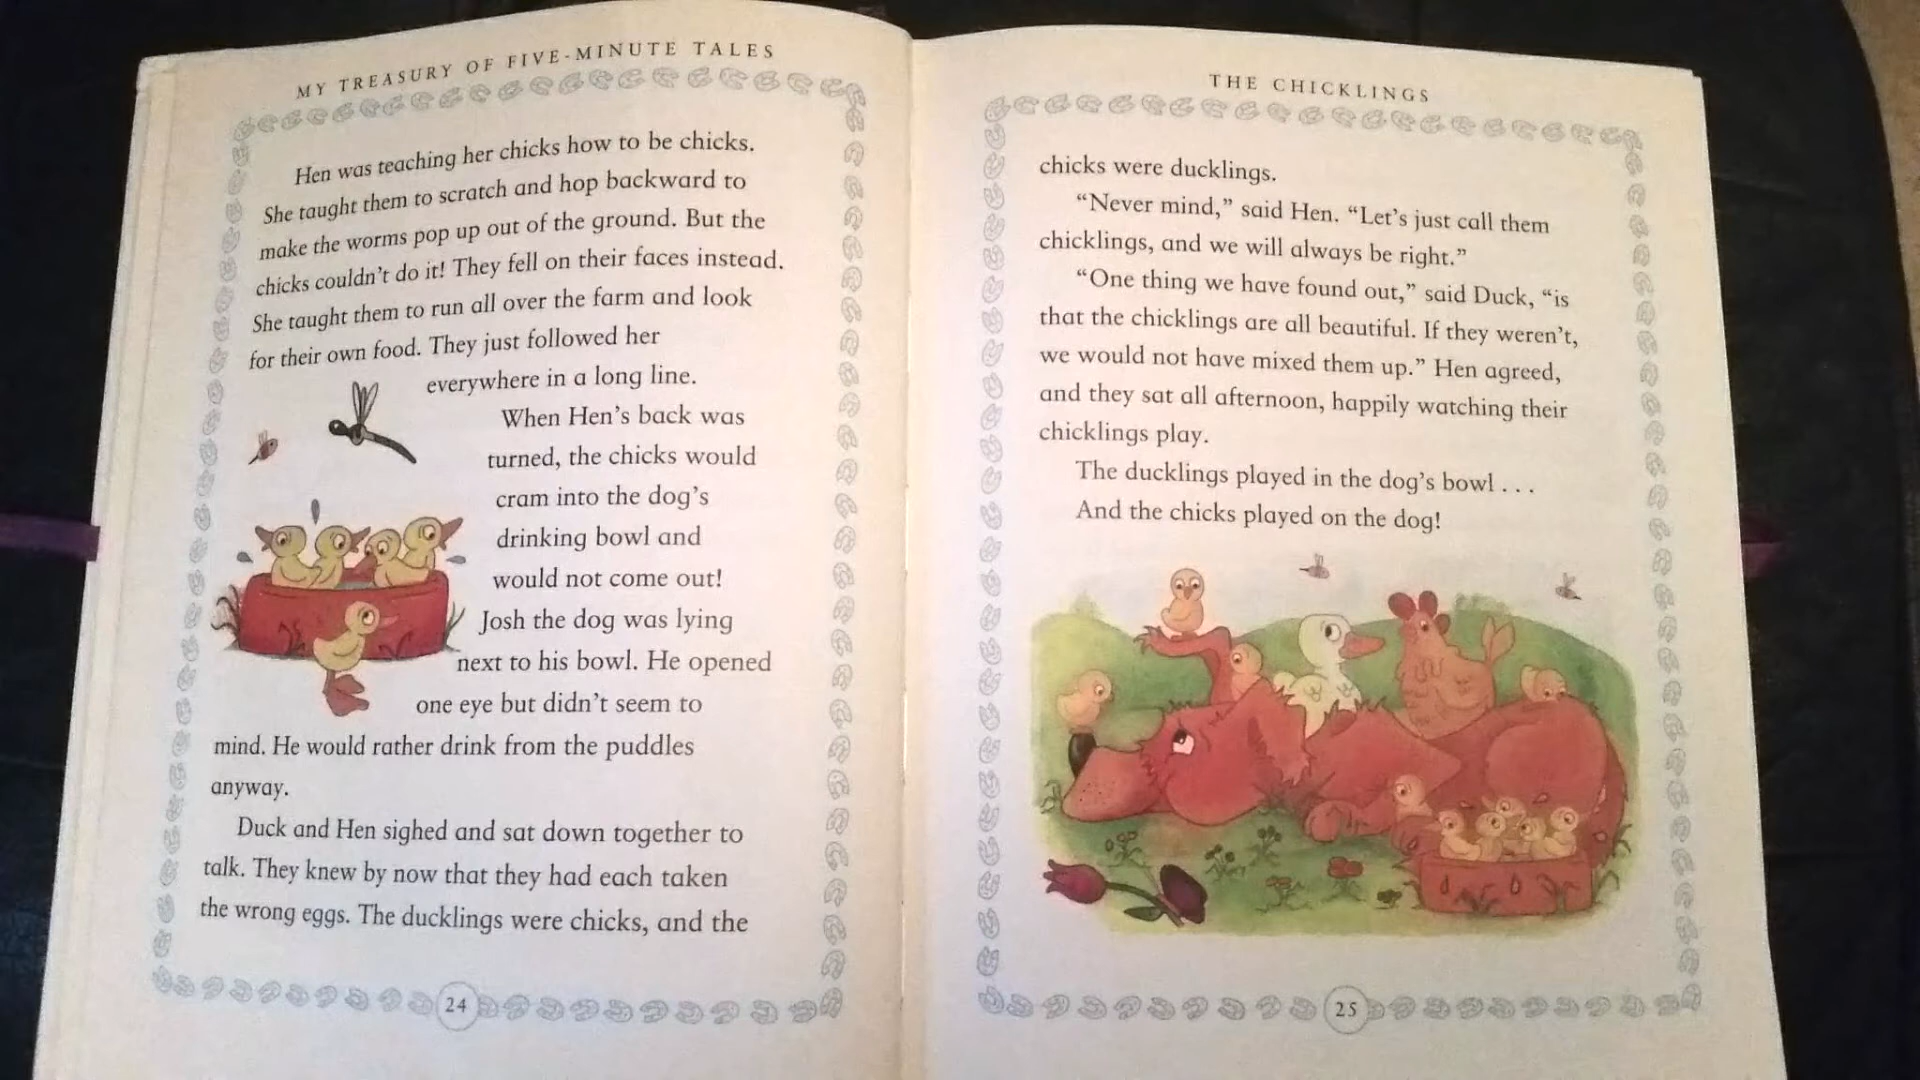 MY TREASURY OF FIVE-MINUTE TALES
Hen was teaching her chicks how to be chicks.
She taught them to scratch and hop backward to
make the worms pop up out of the ground. But the
chicks couldn't do it! They fell on their faces instead.
She taught them to run all over the farm and look
for their own food. They just followed her
everywhere in a long line.
When Hen's back was
turned, the chicks would
cram into the dog's
drinking bowl and
would not come out!
Josh the dog was lying
next to his bowl. He opened
one eye but didn't seem to
mind. He would rather drink from the puddles
anyway.
Duck and Hen sighed and sat down together to
talk. They knew by now that they had each taken
the wrong eggs. The ducklings were chicks, and the
24
THE CHICKLINGS
chicks were ducklings.
“Never mind,” said Hen. “Let's just call them
chicklings, and we will always be right.”
“One thing we have found out,” said Duck, “is
that the chicklings are all beautiful. If they weren't,
we would not have mixed them up.” Hen agreed,
and they sat all afternoon, happily watching their
chicklings play.
The ducklings played in the dog's bowl . . .
And the chicks played on the dog!
25